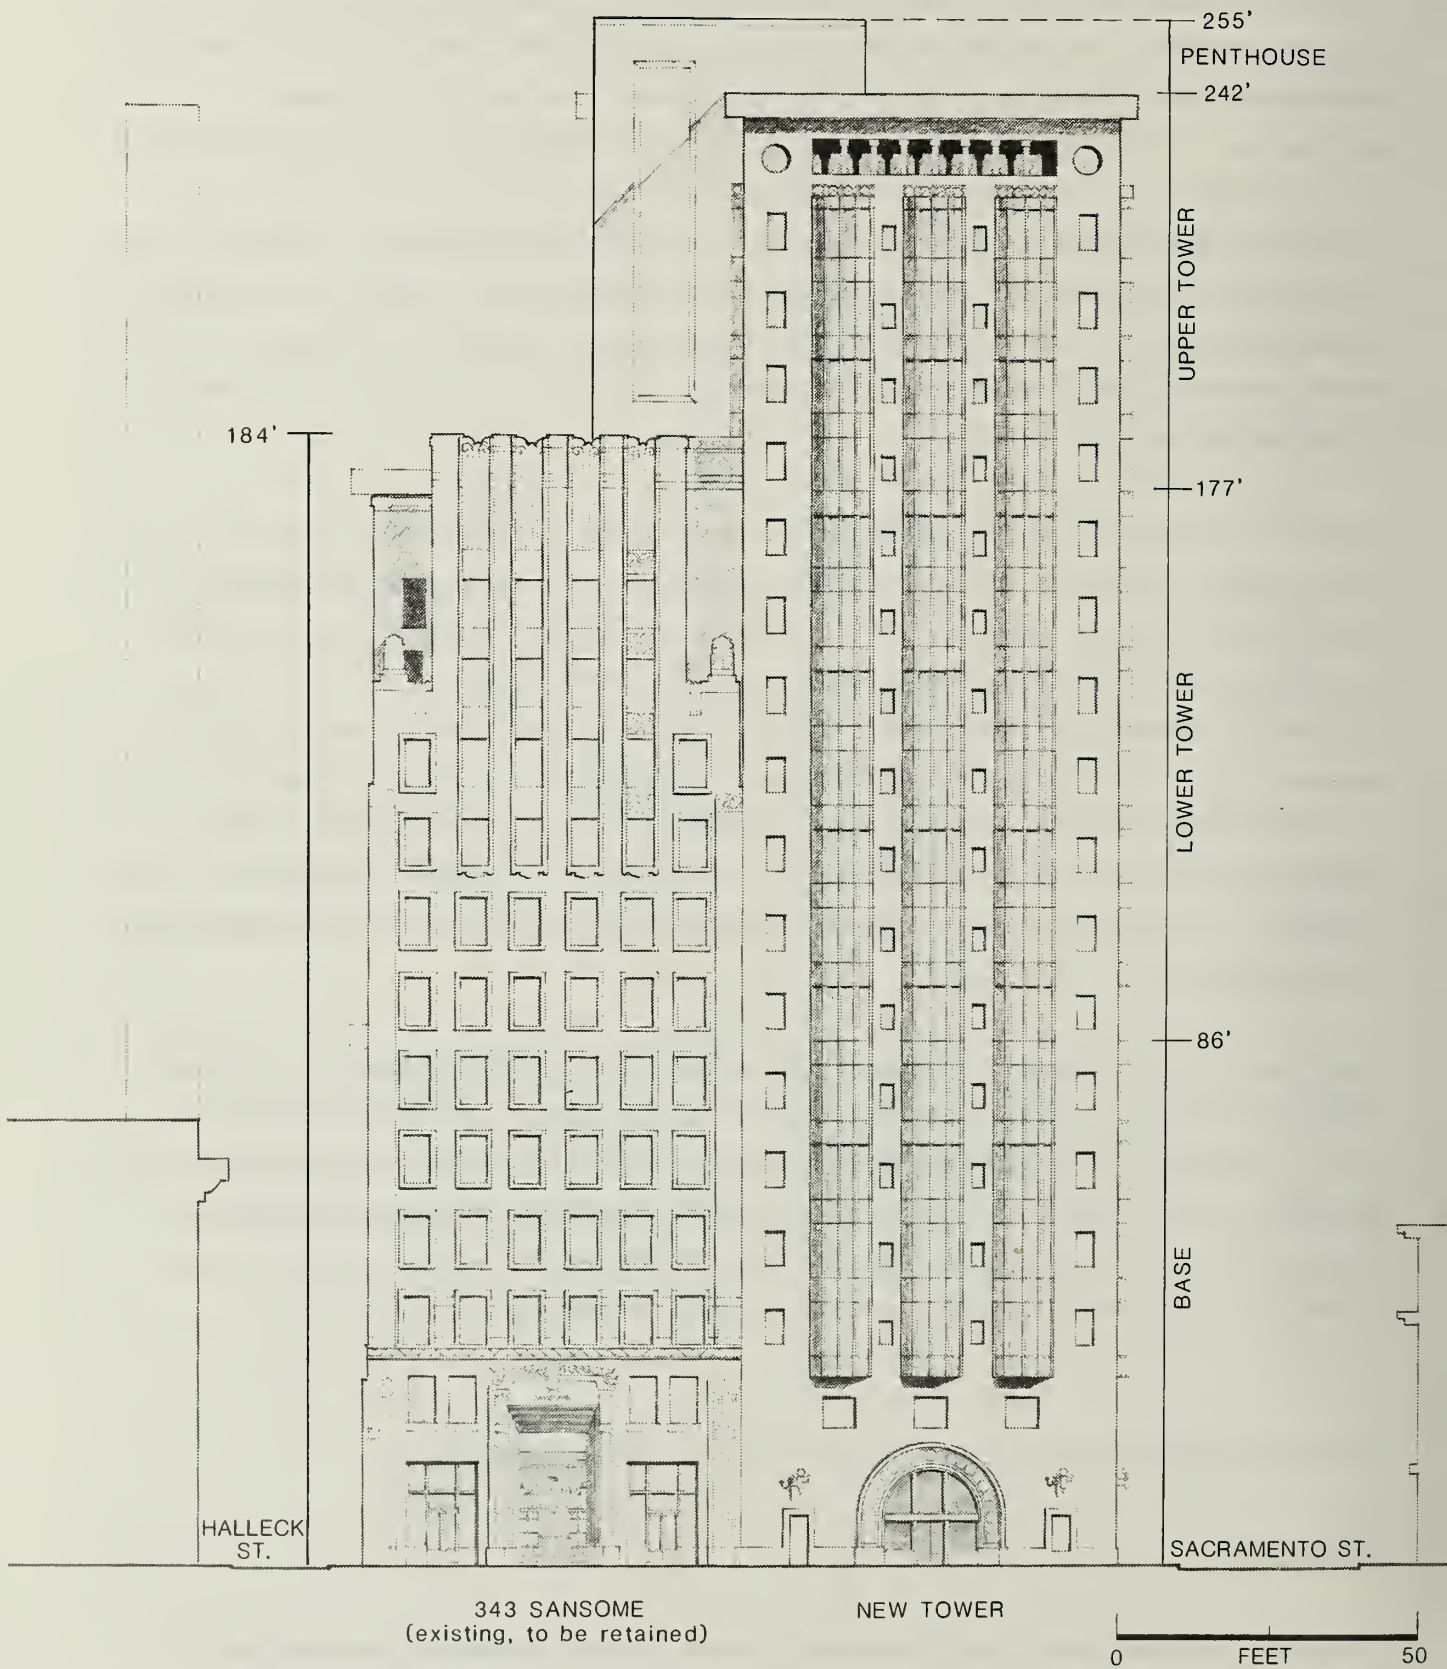 255'
PENTHOUSE
242'
UPPER TOWER
184'
177'
LOWER TOWER
86'
BASE
HALLECK
ST.
SACRAMENTO ST.
343 SANSOME
(existing, to be retained)
NEW TOWER
0
FEET
50